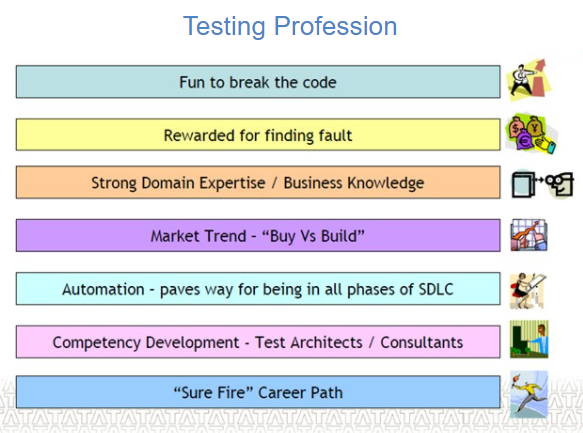 Testing Profession
Fun to break the code
Rewarded for finding fault
Strong Domain Expertise / Business Knowledge
Market Trend – “Buy Vs Build”
Automation – paves way for being in all phases of SDLC
Competency Development - Test Architects / Consultants
“Sure Fire” Career Path